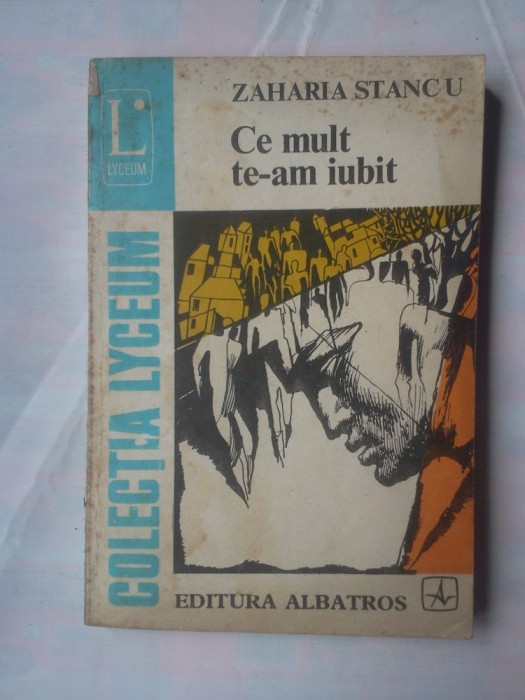 ZAHARIA STANCU
L
LYCEUM
Ce mult
te-am iubit
COLECȚIA LYCEUM
EDITURA ALBATROS